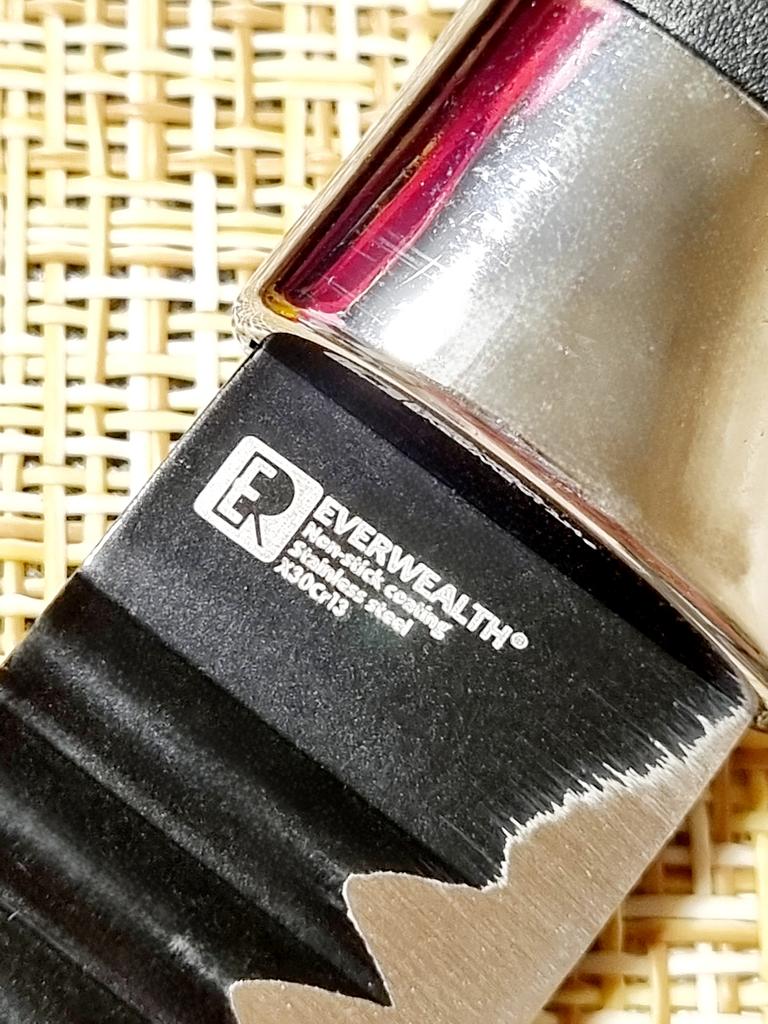 ER
EVERWEALTH®
Non-stick coating
Stainless steel
X30Cr13